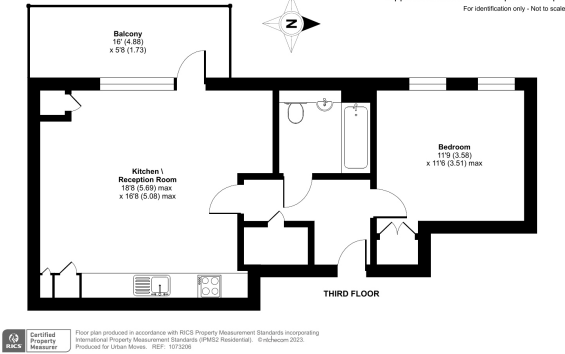 For identification only - Not to scale
Balcony
16' (4.88)
x 5'8 (1.73)
N
Bedroom
11'9 (3.58)
x 11'6 (3.51) max
Kitchen \
Reception Room
18'8 (5.69) max
x 16'8 (5.08) max
THIRD FLOOR
RICS
Certified
Property
Measurer
Floor plan produced in accordance with RICS Property Measurement Standards incorporating
International Property Measurement Standards (IPMS2 Residential). © nichecom 2023.
Produced for Urban Moves. REF: 1073206